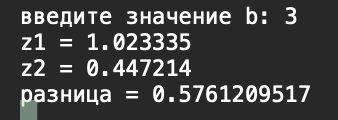 введите значение b: 3
z1 = 1.023335
z2 = 0.447214
разница = 0.5761209517